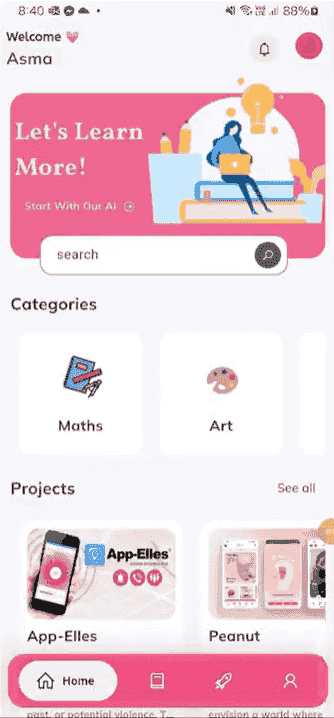 8:40 88%
Welcome
Asma
Let's Learn
More!
Start With Our AI
search
Categories
Maths
Art
Projects
See all
App-Elles
App-Elles
Peanut
Home
past, or potential violence. T...
envision a world where